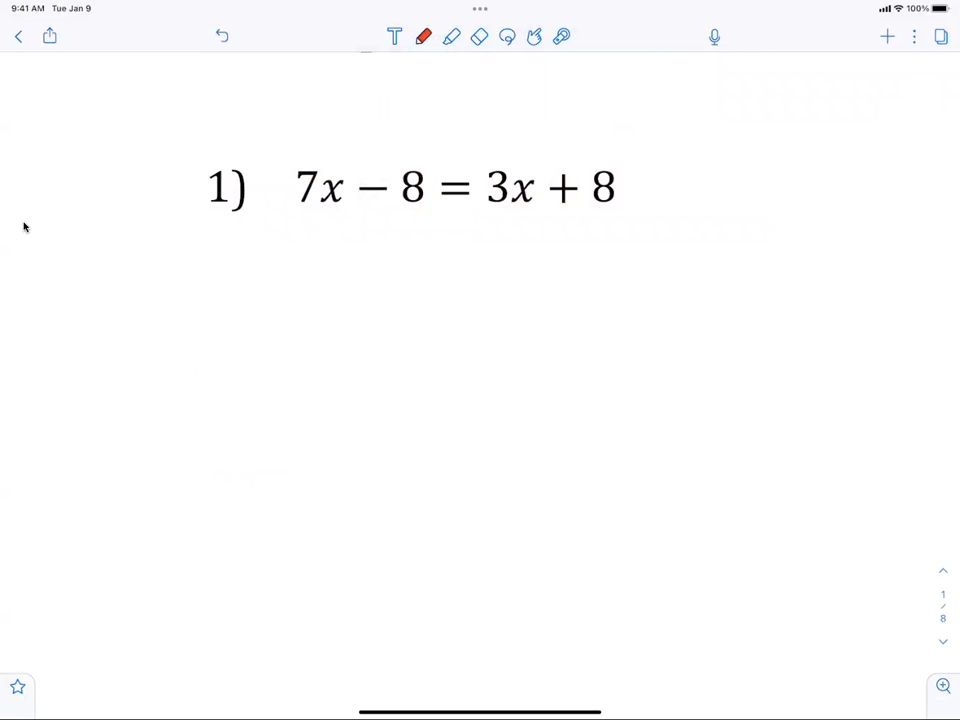 9:41 AM Tue Jan 9
100%
T
1) 7x − 8 = 3x + 8
1
/
8